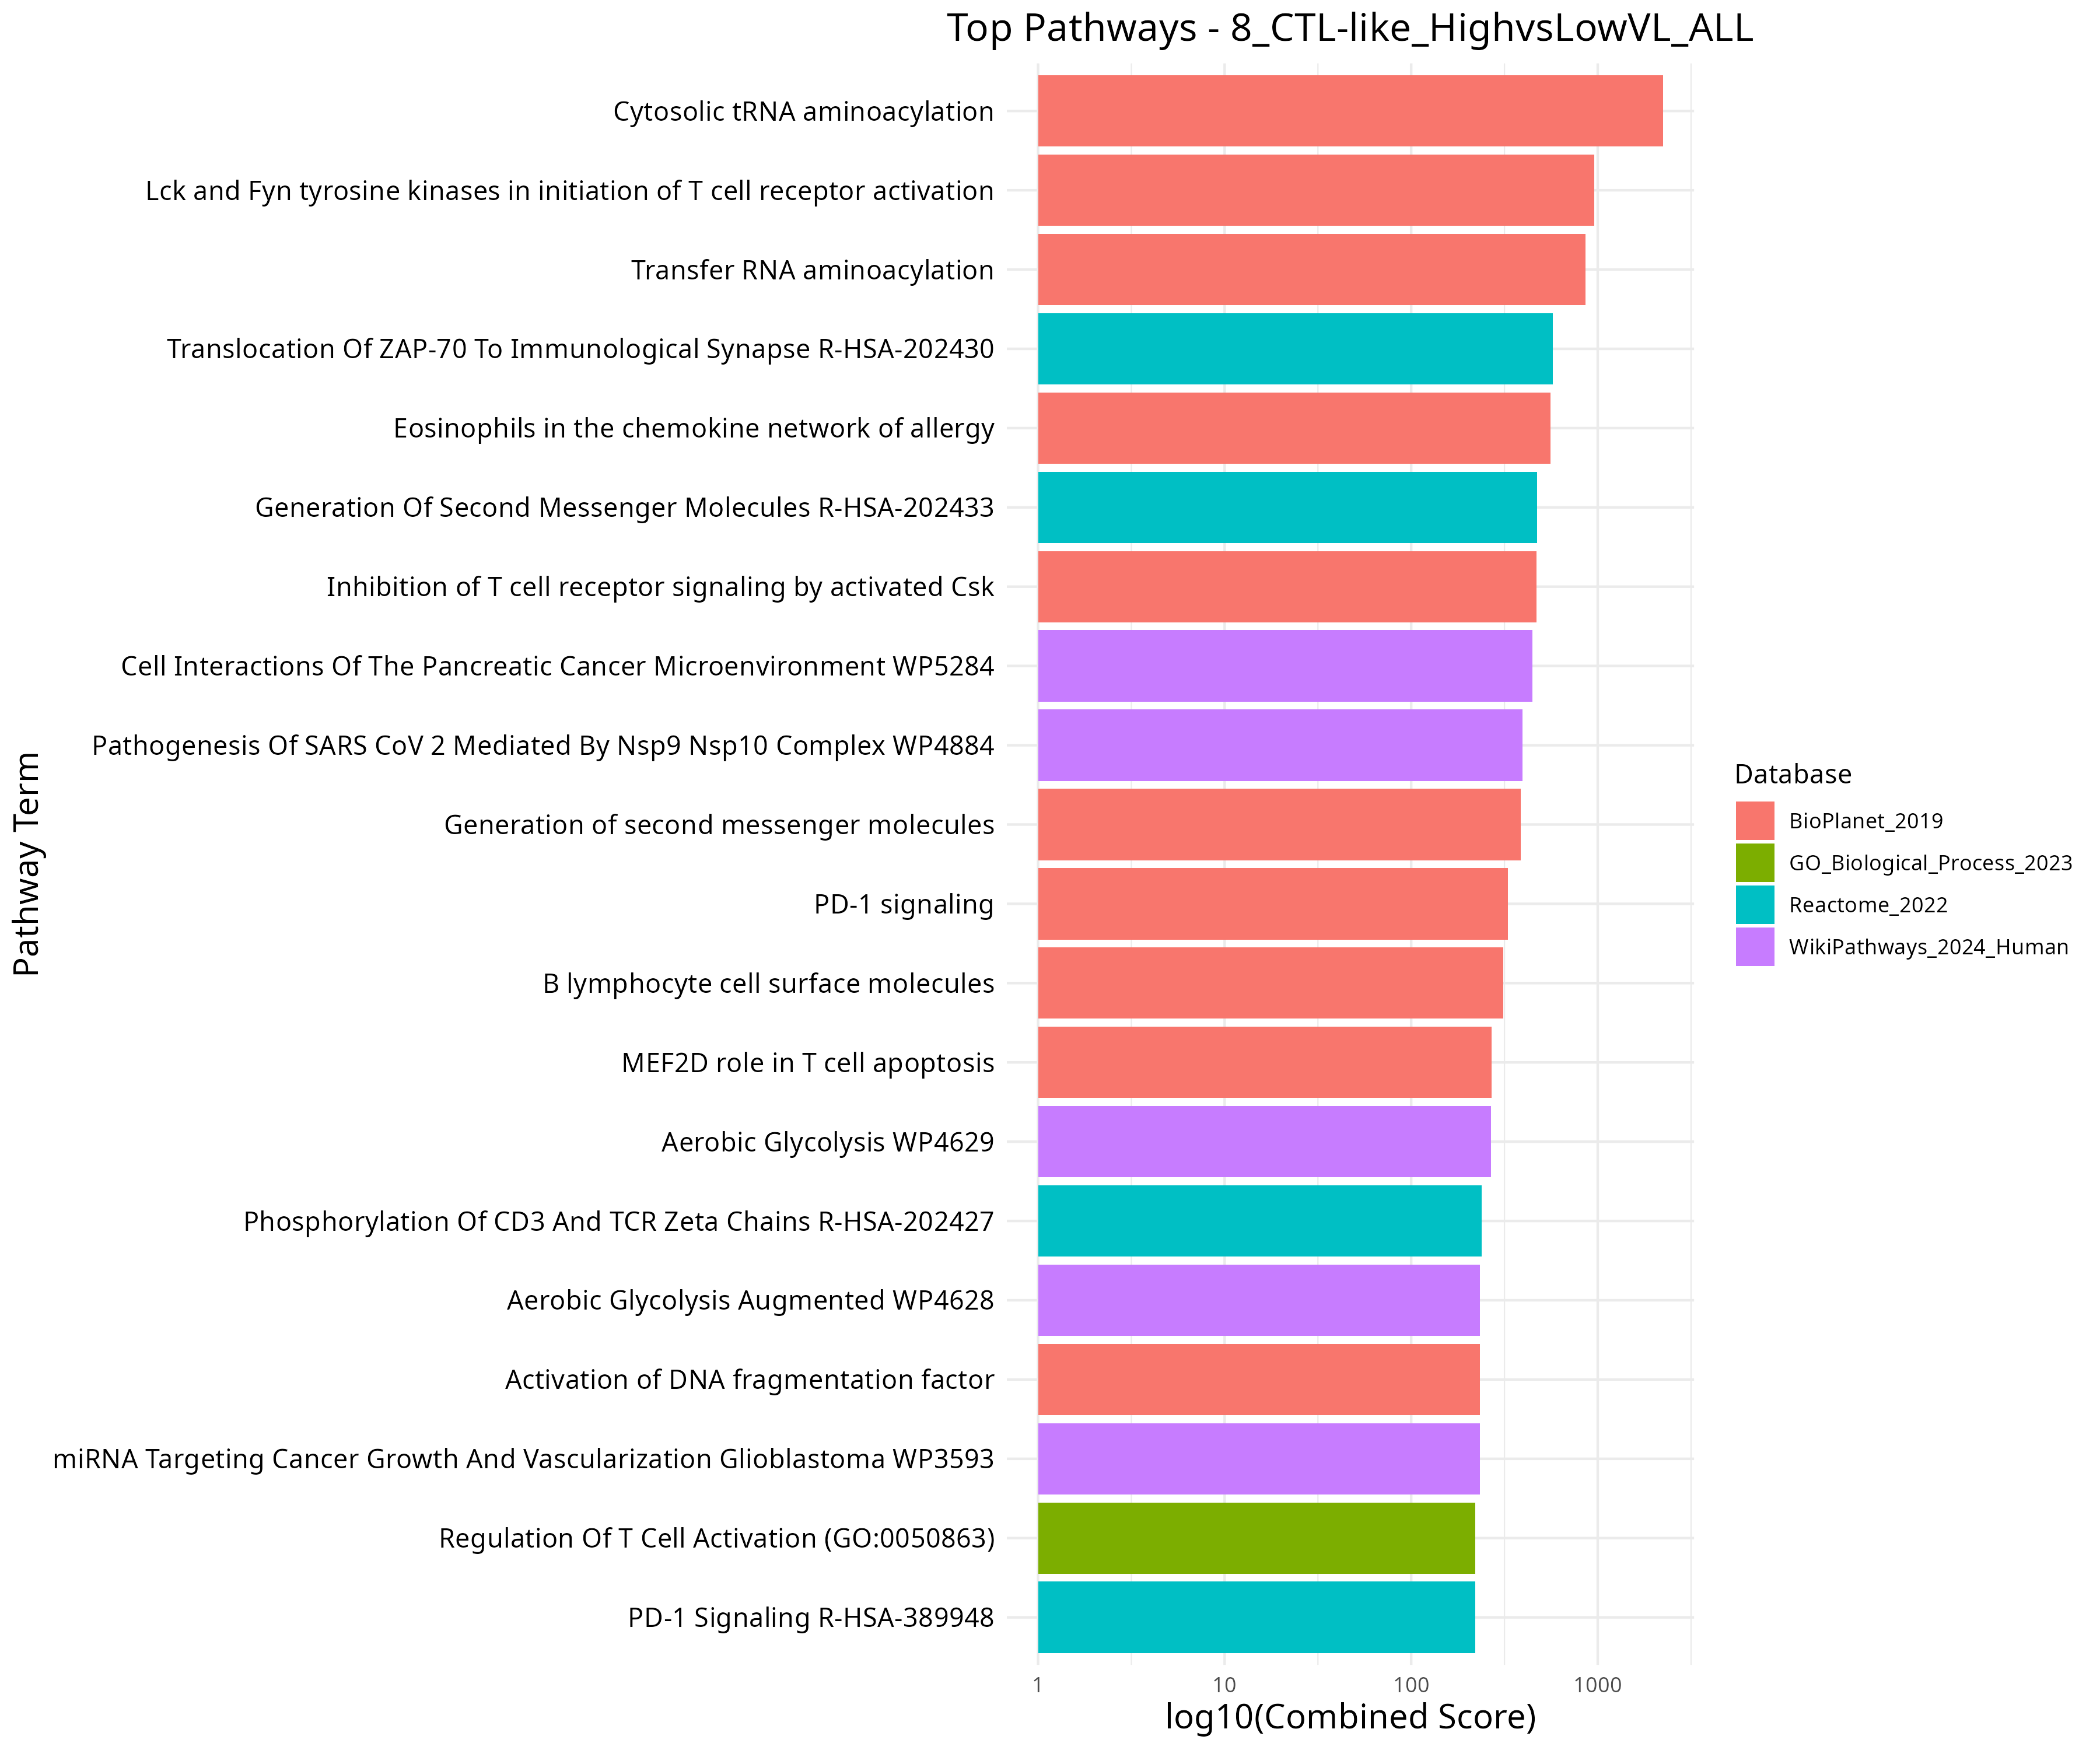 Top Pathways - 8_CTL-like_HighvsLowVL_ALL
Pathway Term
Cytosolic tRNA aminoacylation
Lck and Fyn tyrosine kinases in initiation of T cell receptor activation
Transfer RNA aminoacylation
Translocation Of ZAP-70 To Immunological Synapse R-HSA-202430
Eosinophils in the chemokine network of allergy
Generation Of Second Messenger Molecules R-HSA-202433
Inhibition of T cell receptor signaling by activated Csk
Cell Interactions Of The Pancreatic Cancer Microenvironment WP5284
Pathogenesis Of SARS CoV 2 Mediated By Nsp9 Nsp10 Complex WP4884
Generation of second messenger molecules
PD-1 signaling
B lymphocyte cell surface molecules
MEF2D role in T cell apoptosis
Aerobic Glycolysis WP4629
Phosphorylation Of CD3 And TCR Zeta Chains R-HSA-202427
Aerobic Glycolysis Augmented WP4628
Activation of DNA fragmentation factor
miRNA Targeting Cancer Growth And Vascularization Glioblastoma WP3593
Regulation Of T Cell Activation (GO:0050863)
PD-1 Signaling R-HSA-389948
1 10 100 1000
log10(Combined Score)
Database
BioPlanet_2019
GO_Biological_Process_2023
Reactome_2022
WikiPathways_2024_Human